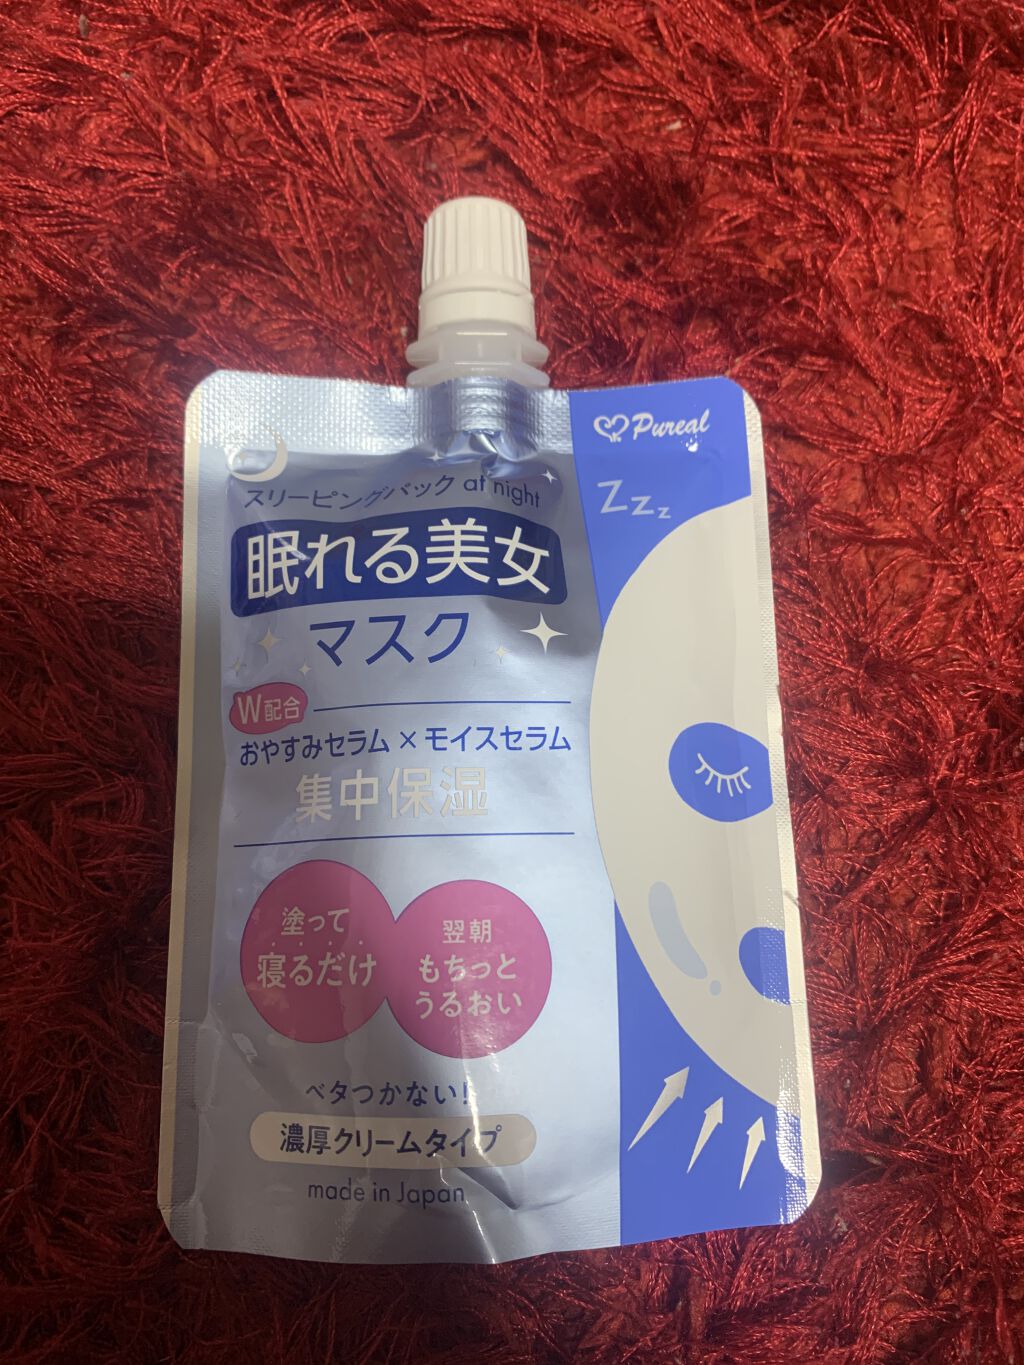 Pureal
Zzz
スリーピングパック at night
眠れる美女
マスク
W配合
おやすみセラム×モイスセラム
集中保湿
塗って
寝るだけ
翌朝
もちっと
うるおい
ベタつかない!
濃厚クリームタイプ
made in Japan